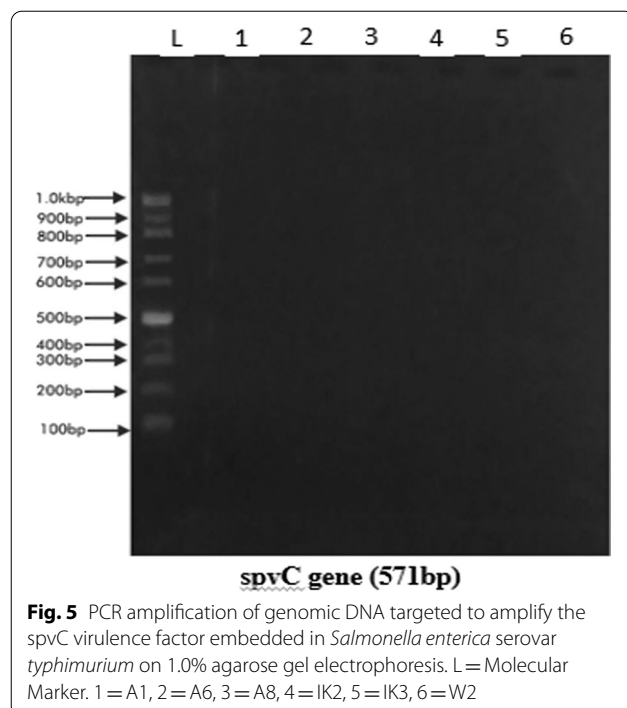 L 1 2 3 4 5 6
1.0kbp
900bp
800bp
700bp
600bp
500bp
400bp
300bp
200bp
100bp
spvC gene (571bp)
Fig. 5 PCR amplification of genomic DNA targeted to amplify the
spvC virulence factor embedded in Salmonella enterica serovar
typhimurium on 1.0% agarose gel electrophoresis. L = Molecular
Marker. 1 = A1, 2 = A6, 3 = A8, 4 = IK2, 5 = IK3, 6 = W2